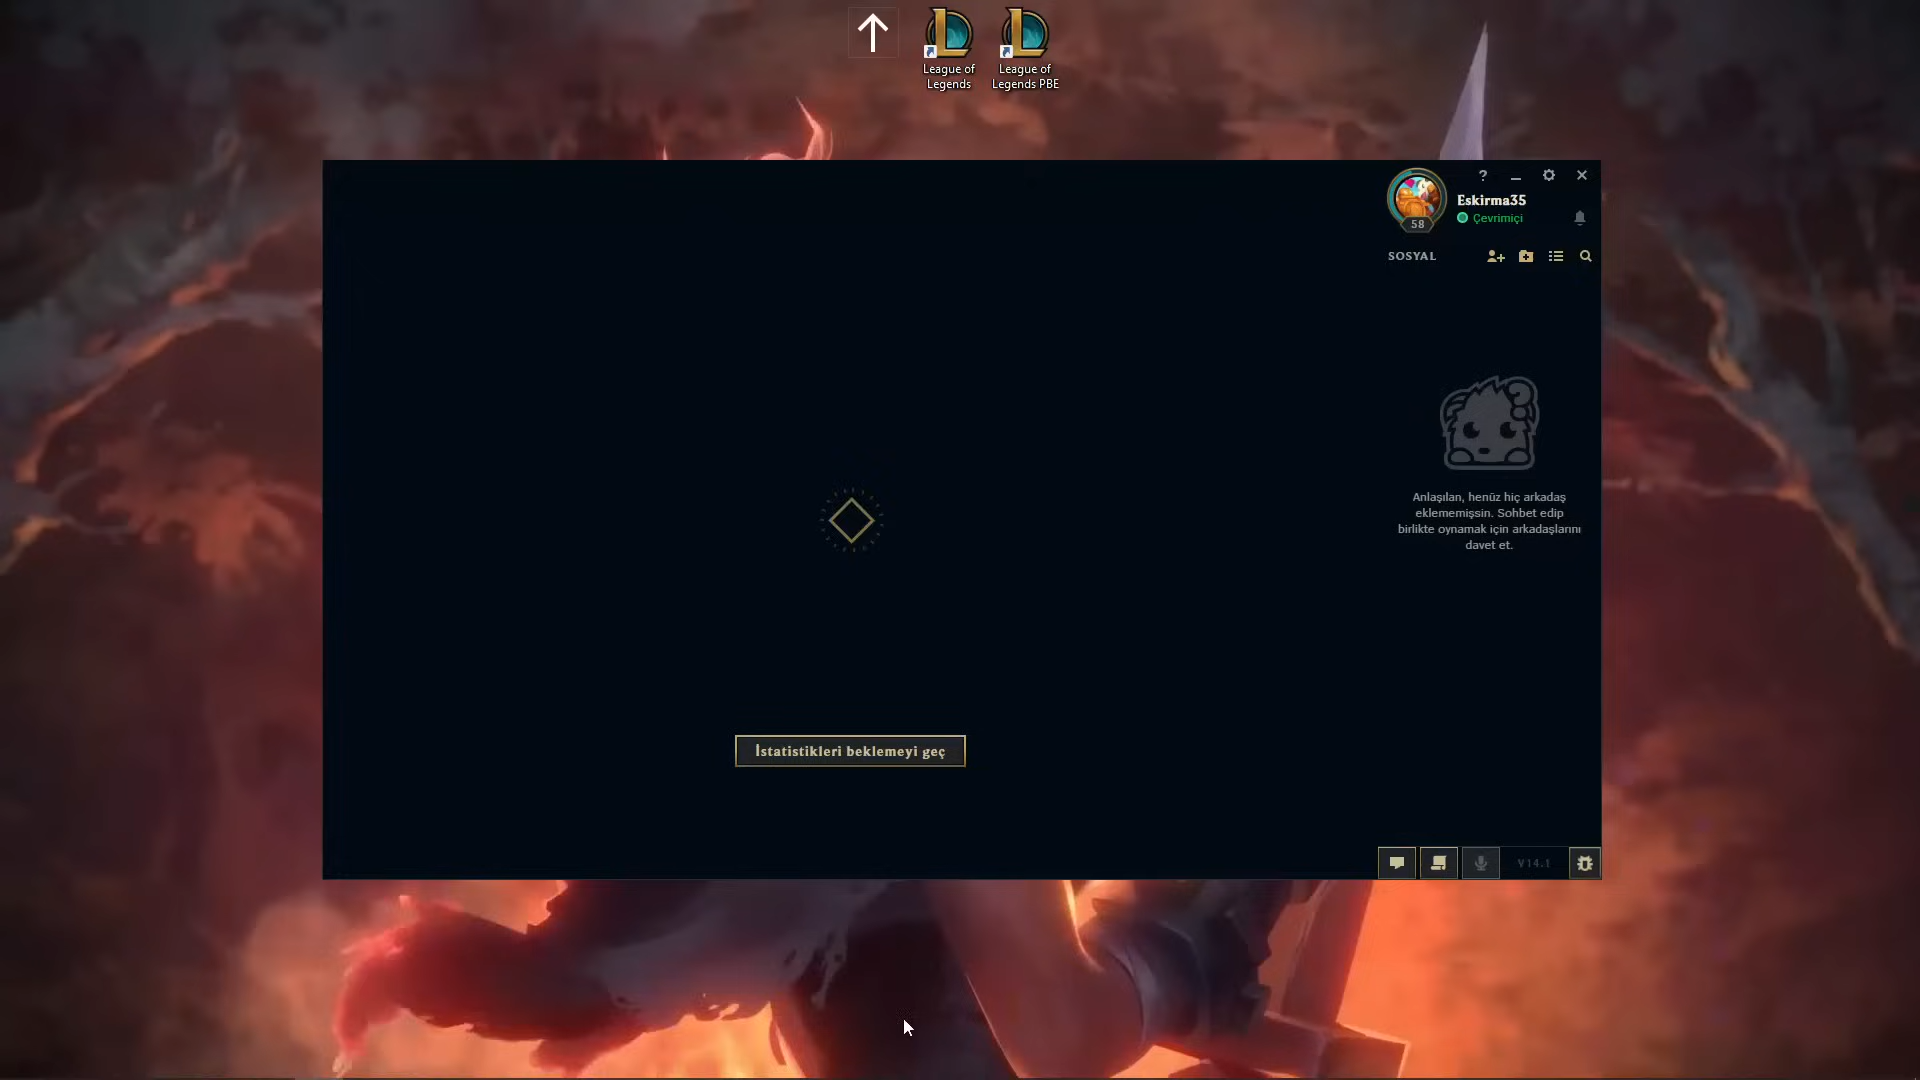 League of
Legends
League of
Legends PBE
Eskirma35
Çevrimiçi
58
SOSYAL
Anlaşılan, henüz hiç arkadaş
eklememişsin. Sohbet edip
birlikte oynamak için arkadaşlarını
davet et.
İstatistikleri beklemeyi geç
V14.1